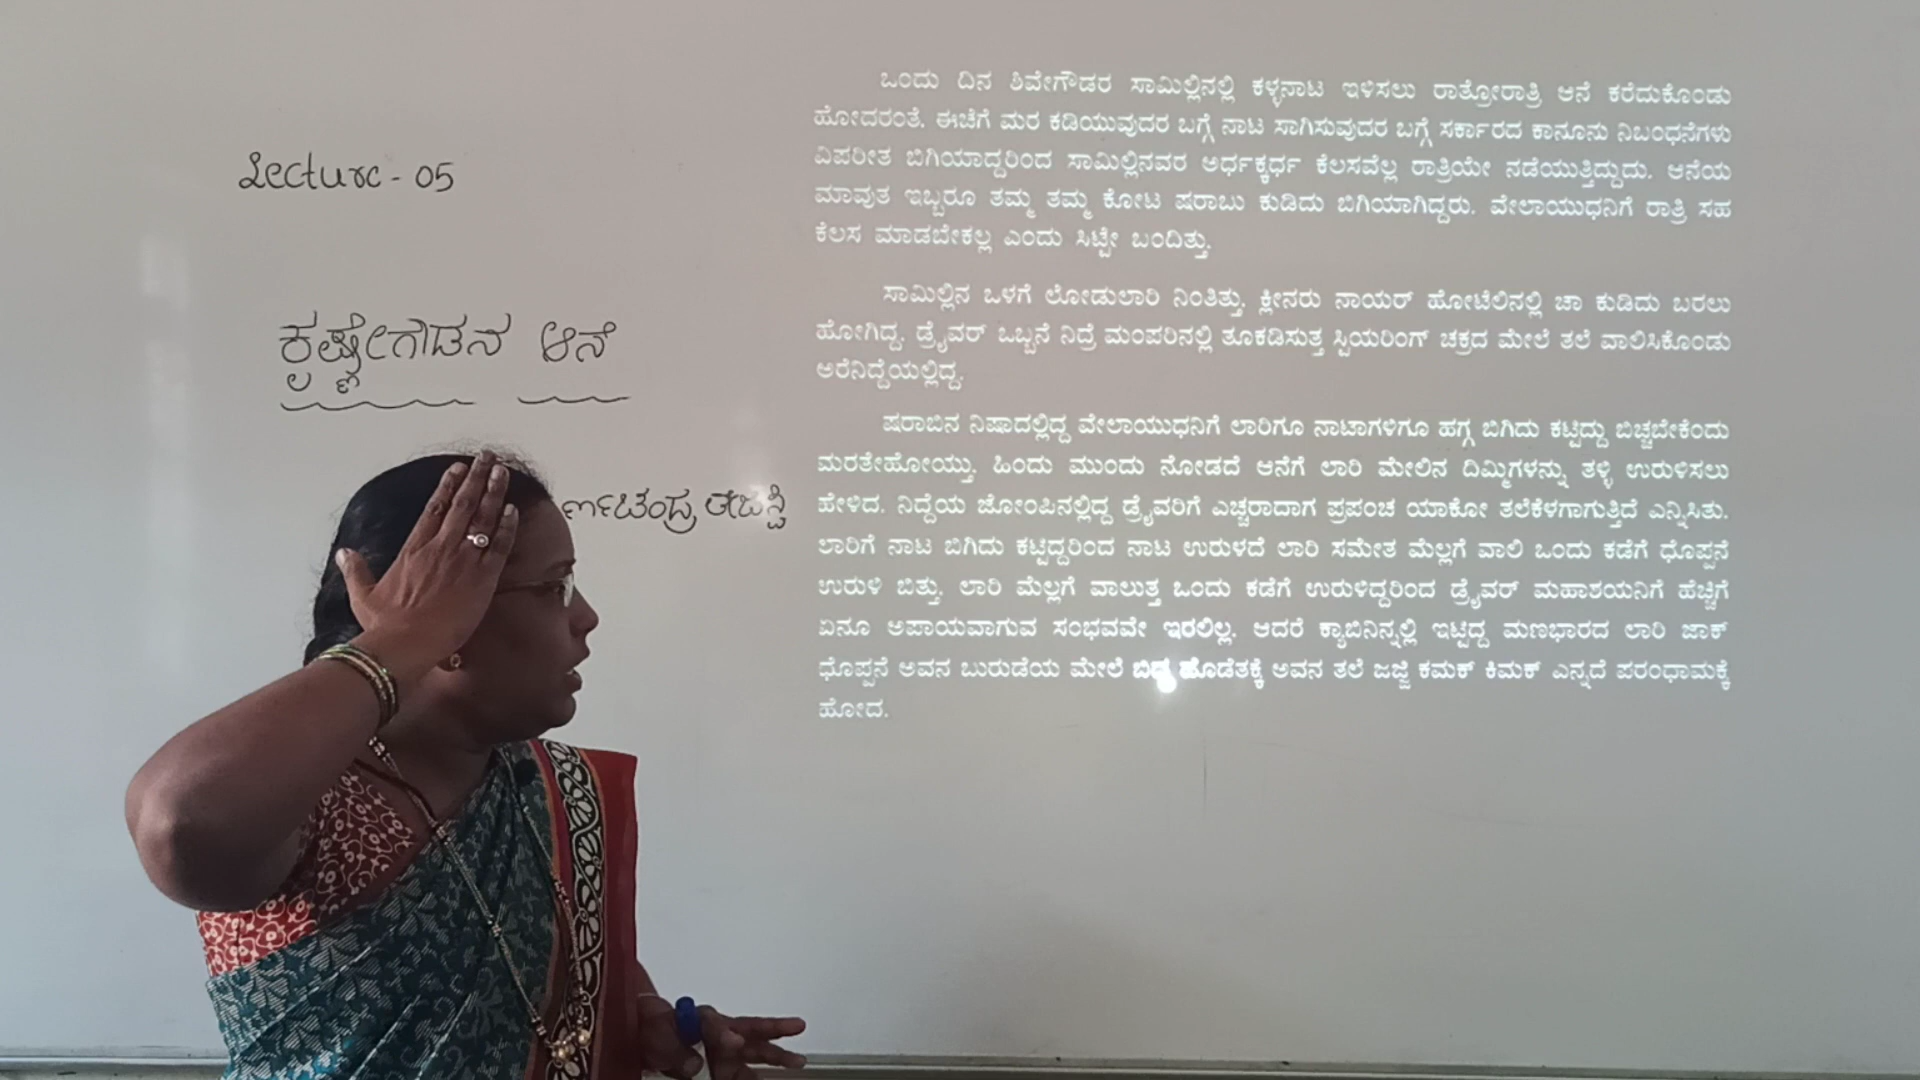 Lecture - 05
ಕೃಷ್ಣೇಗೌಡನ ಆನೆ
ರ್ಣಚಂದ್ರ ತೇಜಸ್ವಿ
ಒಂದು ದಿನ ಶಿವೇಗೌಡರ ಸಾಮಿಲ್ಲಿನಲ್ಲಿ ಕಳ್ಳನಾಟ ಇಳಿಸಲು ರಾತ್ರೋರಾತ್ರಿ ಆನೆ ಕರೆದುಕೊಂಡು
ಹೋದರಂತೆ. ಈಚೆಗೆ ಮರ ಕಡಿಯುವುದರ ಬಗ್ಗೆ ನಾಟ ಸಾಗಿಸುವುದರ ಬಗ್ಗೆ ಸರ್ಕಾರದ ಕಾನೂನು ನಿಬಂಧನೆಗಳು
ವಿಪರೀತ ಬಿಗಿಯಾದ್ದರಿಂದ ಸಾಮಿಲ್ಲಿನವರ ಅರ್ಧಕ್ಕರ್ಧ ಕೆಲಸವೆಲ್ಲ ರಾತ್ರಿಯೇ ನಡೆಯುತ್ತಿದ್ದುದು. ಆನೆಯ
ಮಾವುತ ಇಬ್ಬರೂ ತಮ್ಮ ತಮ್ಮ ಕೋಟ ಷರಾಬು ಕುಡಿದು ಬಿಗಿಯಾಗಿದ್ದರು. ವೇಲಾಯುಧನಿಗೆ ರಾತ್ರಿ ಸಹ
ಕೆಲಸ ಮಾಡಬೇಕಲ್ಲ ಎಂದು ಸಿಟ್ಟೇ ಬಂದಿತ್ತು.
ಸಾಮಿಲ್ಲಿನ ಒಳಗೆ ಲೋಡುಲಾರಿ ನಿಂತಿತ್ತು. ಕ್ಲೀನರು ನಾಯರ್ ಹೋಟೆಲಿನಲ್ಲಿ ಚಾ ಕುಡಿದು ಬರಲು
ಹೋಗಿದ್ದ. ಡ್ರೈವರ್ ಒಬ್ಬನೆ ನಿದ್ರೆ ಮಂಪರಿನಲ್ಲಿ ತೂಕಡಿಸುತ್ತ ಸ್ಪಿಯರಿಂಗ್ ಚಕ್ರದ ಮೇಲೆ ತಲೆ ವಾಲಿಸಿಕೊಂಡು
ಅರೆನಿದ್ದೆಯಲ್ಲಿದ್ದ.
ಷರಾಬಿನ ನಿಷಾದಲ್ಲಿದ್ದ ವೇಲಾಯುಧನಿಗೆ ಲಾರಿಗೂ ನಾಟಾಗಳಿಗೂ ಹಗ್ಗ ಬಿಗಿದು ಕಟ್ಟಿದ್ದು ಬಿಚ್ಚಬೇಕೆಂದು
ಮರತೇಹೋಯ್ತು. ಹಿಂದು ಮುಂದು ನೋಡದೆ ಆನೆಗೆ ಲಾರಿ ಮೇಲಿನ ದಿಮ್ಮಿಗಳನ್ನು ತಳ್ಳಿ ಉರುಳಿಸಲು
ಹೇಳಿದ. ನಿದ್ದೆಯ ಜೋಂಪಿನಲ್ಲಿದ್ದ ಡ್ರೈವರಿಗೆ ಎಚ್ಚರಾದಾಗ ಪ್ರಪಂಚ ಯಾಕೋ ತಲೆಕೆಳಗಾಗುತ್ತಿದೆ ಎನ್ನಿಸಿತು.
ಲಾರಿಗೆ ನಾಟ ಬಿಗಿದು ಕಟ್ಟಿದ್ದರಿಂದ ನಾಟ ಉರುಳದೆ ಲಾರಿ ಸಮೇತ ಮೆಲ್ಲಗೆ ವಾಲಿ ಒಂದು ಕಡೆಗೆ ಧೊಪ್ಪನೆ
ಉರುಳಿ ಬಿತ್ತು. ಲಾರಿ ಮೆಲ್ಲಗೆ ವಾಲುತ್ತ ಒಂದು ಕಡೆಗೆ ಉರುಳಿದ್ದರಿಂದ ಡ್ರೈವರ್ ಮಹಾಶಯನಿಗೆ ಹೆಚ್ಚಿಗೆ
ಏನೂ ಅಪಾಯವಾಗುವ ಸಂಭವವೇ ಇರಲಿಲ್ಲ. ಆದರೆ ಕ್ಯಾಬಿನಿನ್ನಲ್ಲಿ ಇಟ್ಟಿದ್ದ ಮಣಭಾರದ ಲಾರಿ ಜಾಕ್
ಧೊಪ್ಪನೆ ಅವನ ಬುರುಡೆಯ ಮೇಲೆ ಬಿದ್ದ ಹೊಡೆತಕ್ಕೆ ಅವನ ತಲೆ ಜಜ್ಜಿ ಕಮಕ್ ಕಿಮಕ್ ಎನ್ನದೆ ಪರಂಧಾಮಕ್ಕೆ
ಹೋದ.